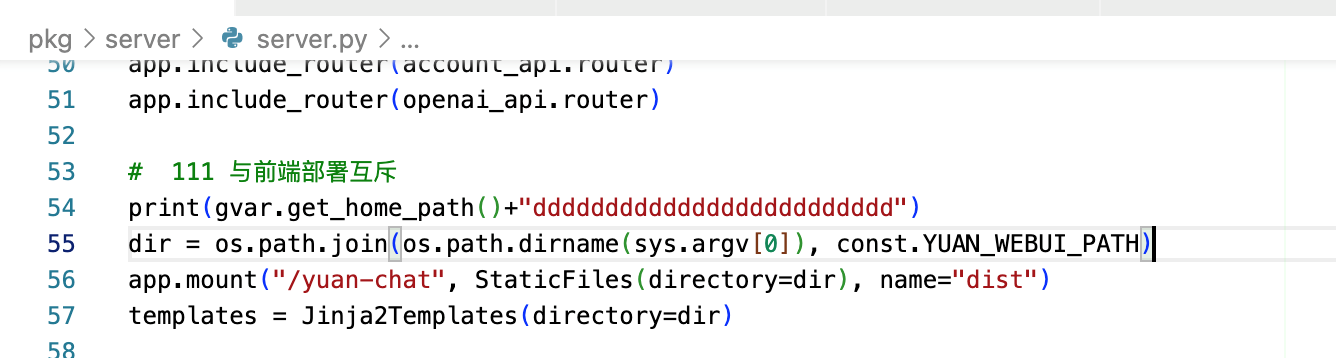 pkg > server > server.py > ...
50 app.include_router(account_api.router)
51 app.include_router(openai_api.router)
52
53 #  111 与前端部署互斥
54 print(gvar.get_home_path()+"ddddddddddddddddddddddddd")
55 dir = os.path.join(os.path.dirname(sys.argv[0]), const.YUAN_WEBUI_PATH)
56 app.mount("/yuan-chat", StaticFiles(directory=dir), name="dist")
57 templates = Jinja2Templates(directory=dir)
58